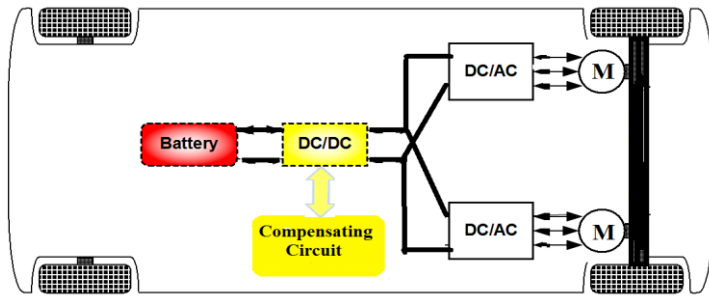 DC/AC
M
Battery
DC/DC
Compensating
Circuit
DC/AC
M